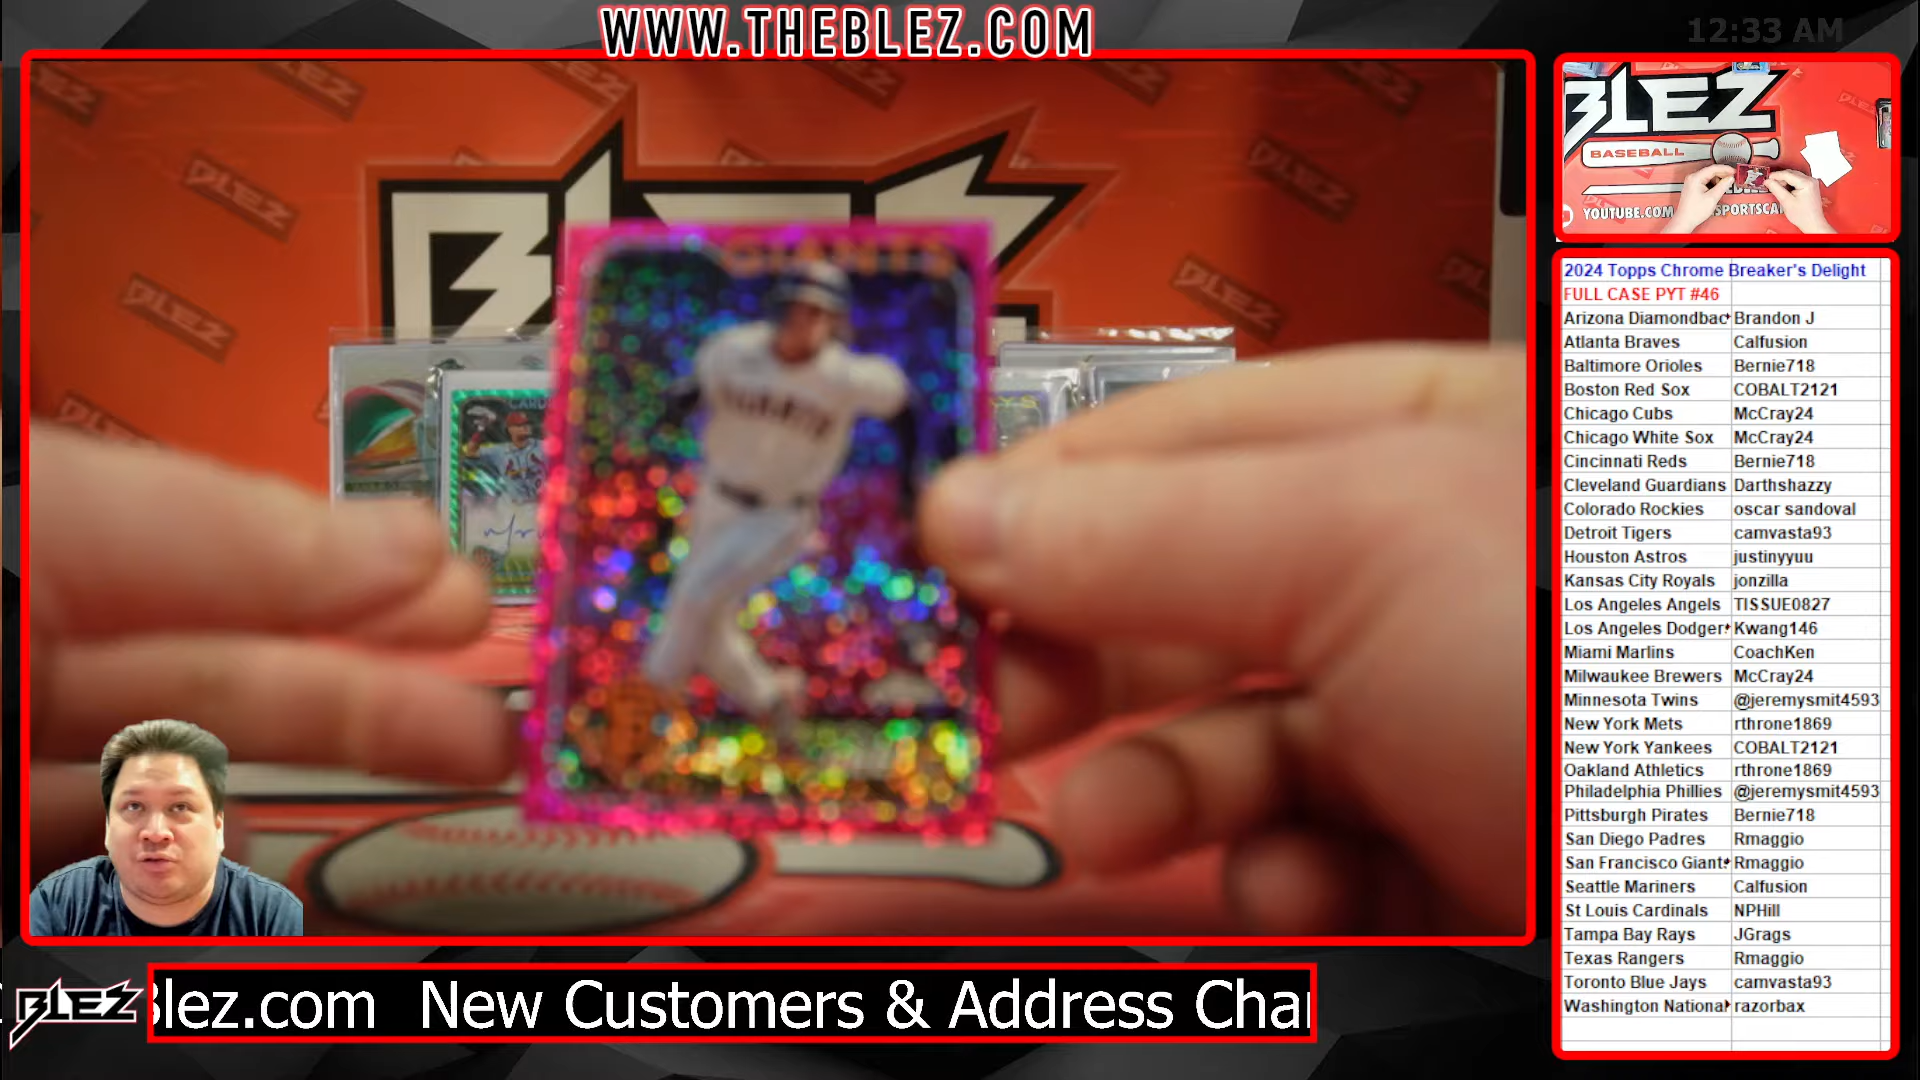 WWW.THEBLEZ.COM
12:33 AM
GIANTS
BLEZ
BASEBALL
YOUTUBE.COM
2024 Topps Chrome Breaker's Delight
FULL CASE PYT #46
Arizona Diamondbac Brandon J
Atlanta Braves Calfusion
Baltimore Orioles Bernie718
Boston Red Sox COBALT2121
Chicago Cubs McCray24
Chicago White Sox McCray24
Cincinnati Reds Bernie718
Cleveland Guardians Darthshazzy
Colorado Rockies oscar sandoval
Detroit Tigers camvasta93
Houston Astros justinyyuu
Kansas City Royals jonzilla
Los Angeles Angels TISSUE0827
Los Angeles Dodger Kwang146
Miami Marlins CoachKen
Milwaukee Brewers McCray24
Minnesota Twins @jeremysmit4593
New York Mets rthrone1869
New York Yankees COBALT2121
Oakland Athletics rthrone1869
Philadelphia Phillies @jeremysmit4593
Pittsburgh Pirates Bernie718
San Diego Padres Rmaggio
San Francisco Giant Rmaggio
Seattle Mariners Calfusion
St Louis Cardinals NPHill
Tampa Bay Rays JGrags
Texas Rangers Rmaggio
Toronto Blue Jays camvasta93
Washington National razorbax
BLEZ
Blez.com New Customers & Address Cha